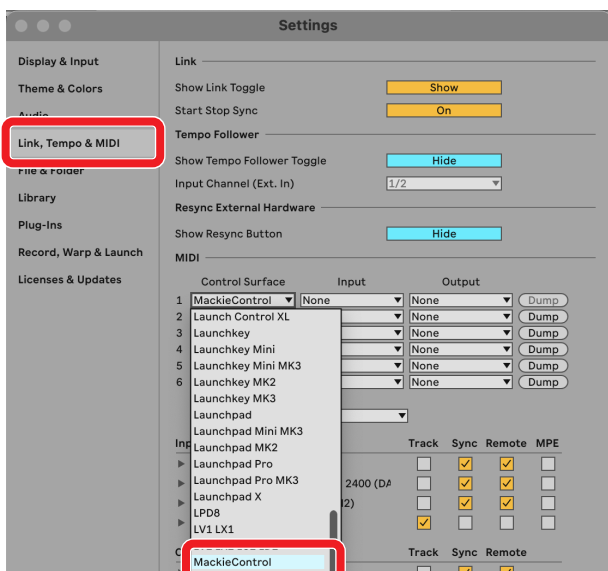 Settings
Display & Input
Theme & Colors
Audio
Link, Tempo & MIDI
File & Folder
Library
Plug-Ins
Record, Warp & Launch
Licenses & Updates
Link
Show Link Toggle Show
Start Stop Sync On
Tempo Follower
Show Tempo Follower Toggle Hide
Input Channel (Ext. In) 1/2
Resync External Hardware
Show Resync Button Hide
MIDI
Control Surface Input Output
1 MackieControl None None Dump
2 None Dump
3 None Dump
4 None Dump
5 None Dump
6 None Dump
Launch Control XL
Launchkey
Launchkey Mini
Launchkey Mini MK3
Launchkey MK2
Launchkey MK3
Launchpad
Launchpad Mini MK3
Launchpad MK2
Launchpad Pro
Launchpad Pro MK3
Launchpad X
LPD8
LV1 LX1
MackieControl
Inp Track Sync Remote MPE
2400 (DA
Track Sync Remote